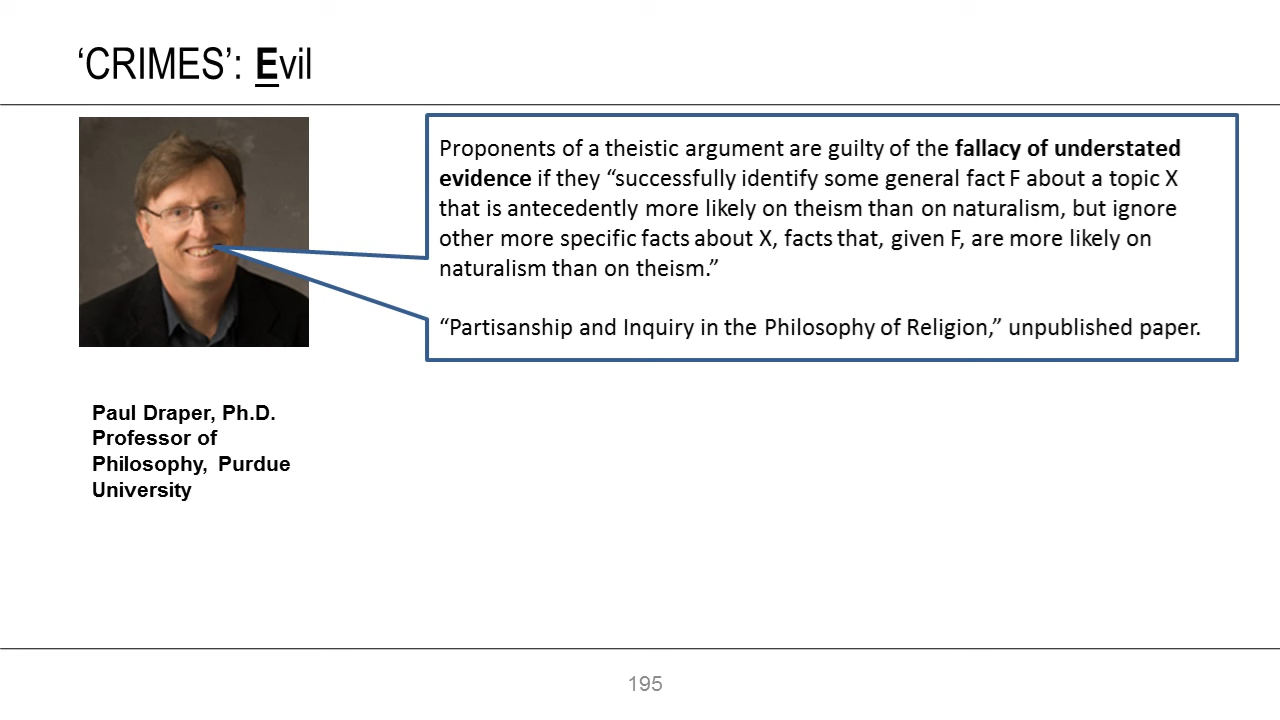 ‘CRIMES’: Evil
Proponents of a theistic argument are guilty of the fallacy of understated
evidence if they “successfully identify some general fact F about a topic X
that is antecedently more likely on theism than on naturalism, but ignore
other more specific facts about X, facts that, given F, are more likely on
naturalism than on theism.”
“Partisanship and Inquiry in the Philosophy of Religion,” unpublished paper.
Paul Draper, Ph.D.
Professor of
Philosophy, Purdue
University
195